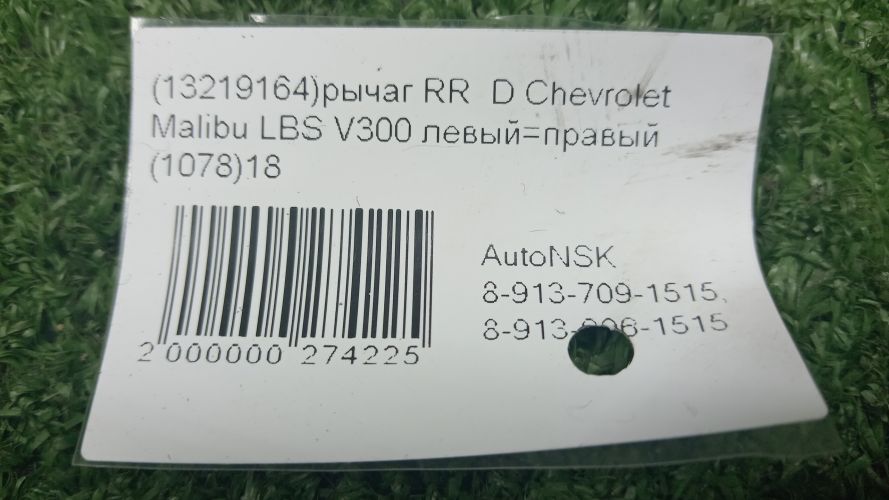 (13219164)рычаг RR D Chevrolet
Malibu LBS V300 левый=правый
(1078)18
AutoNSK
8-913-709-1515,
2 000000 274225